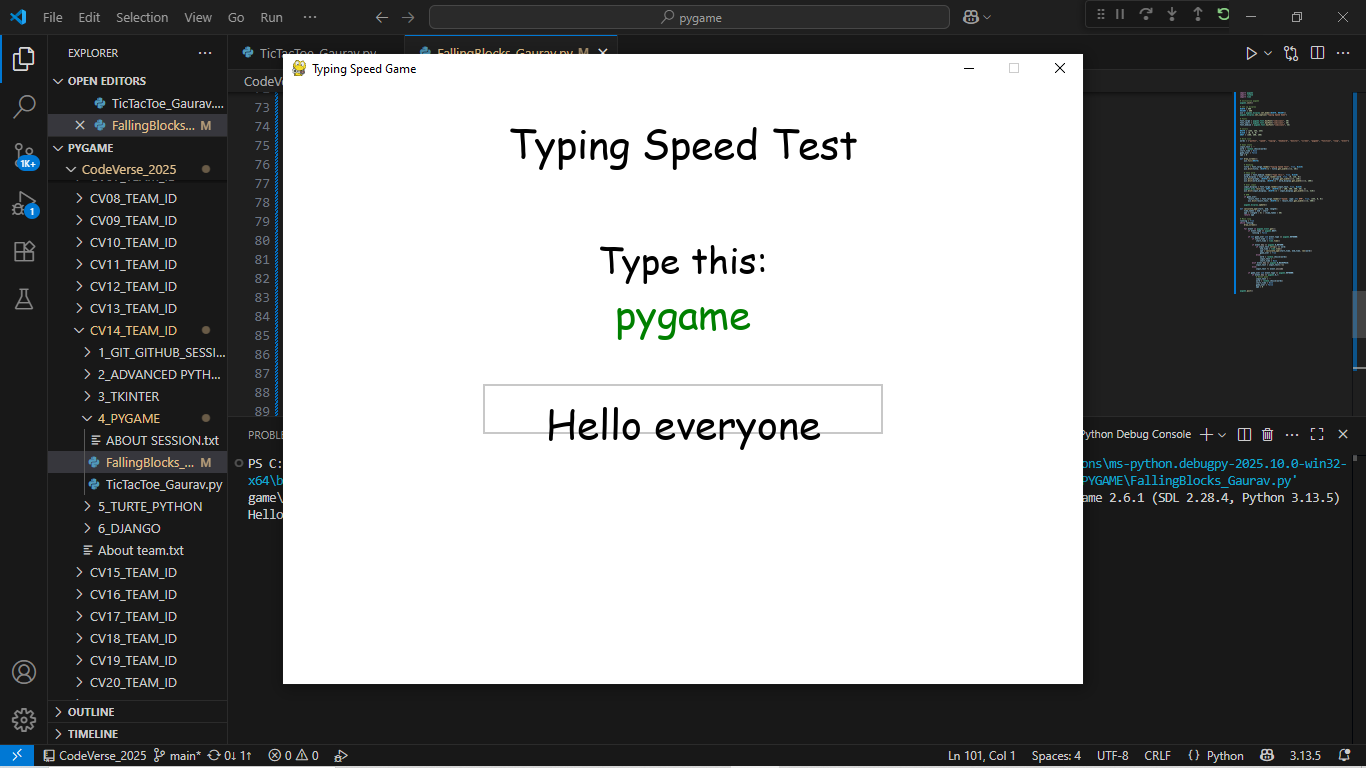 File Edit Selection View Go Run ··· pygame
EXPLORER ···
OPEN EDITORS
TicTacToe_Gaurav....
FallingBlocks... M
PYGAME
CodeVerse_2025
CV08_TEAM_ID
CV09_TEAM_ID
CV10_TEAM_ID
CV11_TEAM_ID
CV12_TEAM_ID
CV13_TEAM_ID
CV14_TEAM_ID
1_GIT_GITHUB_SESSI...
2_ADVANCED PYTH...
3_TKINTER
4_PYGAME
ABOUT SESSION.txt
FallingBlocks_... M
TicTacToe_Gaurav.py
5_TURTE_PYTHON
6_DJANGO
About team.txt
CV15_TEAM_ID
CV16_TEAM_ID
CV17_TEAM_ID
CV18_TEAM_ID
CV19_TEAM_ID
CV20_TEAM_ID
OUTLINE
TIMELINE
1K+
1
TicTacToe_Gaurav.py FallingBlocks_Gaurav.py M
CodeVe
73
74
75
76
77
78
79
80
81
82
83
84
85
86
87
88
89
Typing Speed Game
Typing Speed Test
Type this:
pygame
Hello everyone
PROBLE Python Debug Console
PS C: ons\ms-python.debugpy-2025.10.0-win32-
x64\b PYGAME\FallingBlocks_Gaurav.py'
game\ ame 2.6.1 (SDL 2.28.4, Python 3.13.5)
Hello
CodeVerse_2025 main* 0↓ 1↑ 0 0 Ln 101, Col 1 Spaces: 4 UTF-8 CRLF {} Python 3.13.5